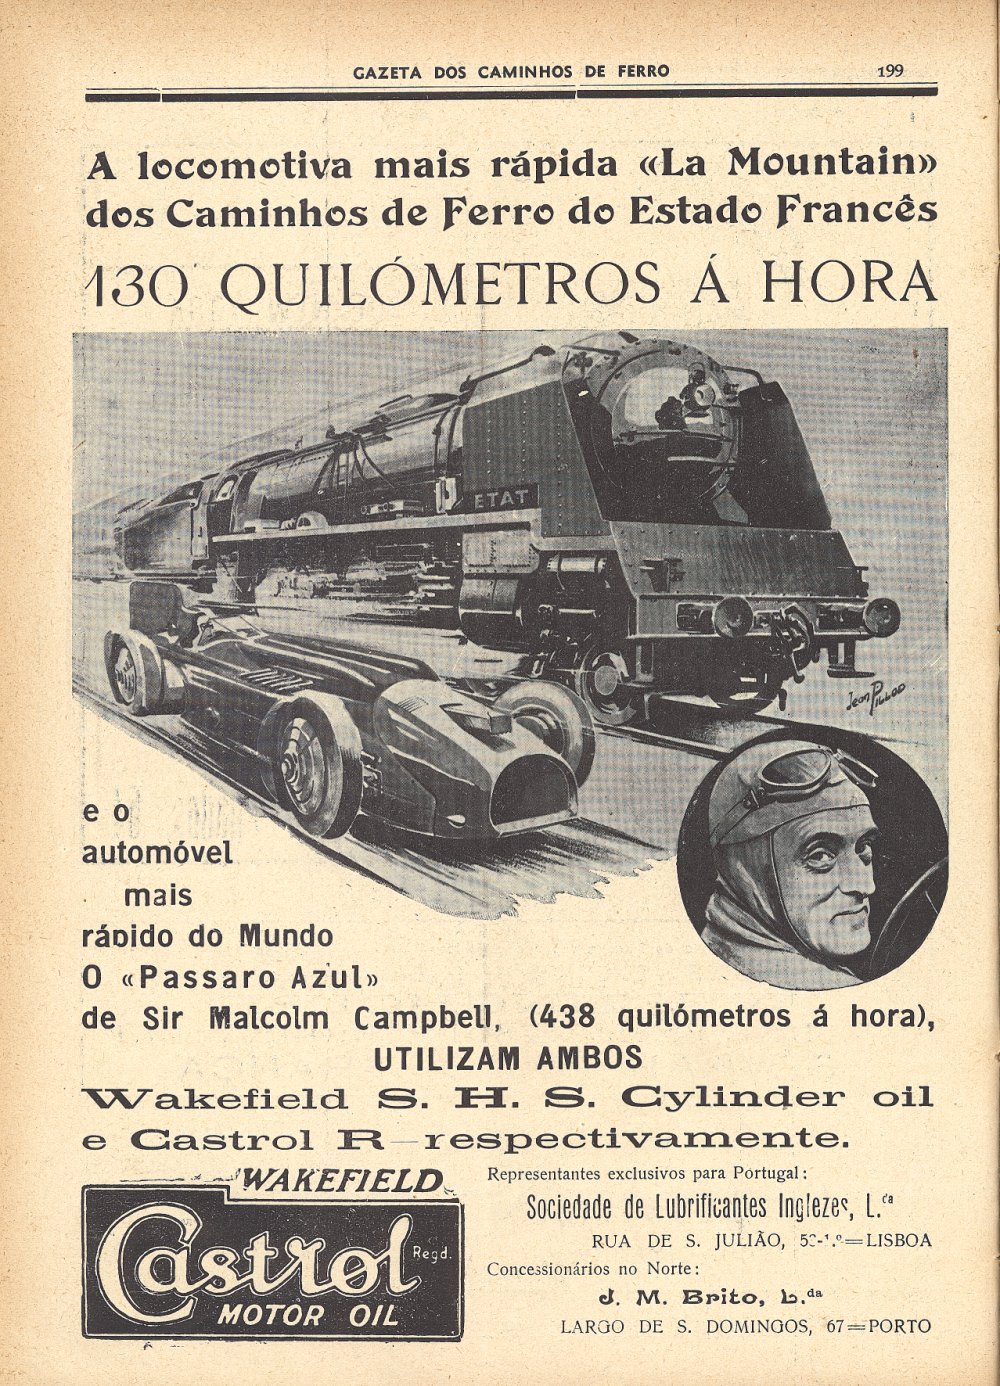 GAZETA DOS CAMINHOS DE FERRO 199
A locomotiva mais rápida «La Mountain»
dos Caminhos de Ferro do Estado Francês
130 QUILÓMETROS Á HORA
ETAT
Jean Pillod
e o
automóvel
mais
rápido do Mundo
O «Passaro Azul»
de Sir Malcolm Campbell, (438 quilómetros á hora),
UTILIZAM AMBOS
Wakefield S. H. S. Cylinder oil
e Castrol R—respectivamente.
WAKEFIELD
Castrol Regd.
MOTOR OIL
Representantes exclusivos para Portugal:
Sociedade de Lubrificantes Inglezes, L.da
RUA DE S. JULIÃO, =LISBOA
Concessionários no Norte:
J. M. Brito, L.da
LARGO DE S. DOMINGOS, 67=PORTO